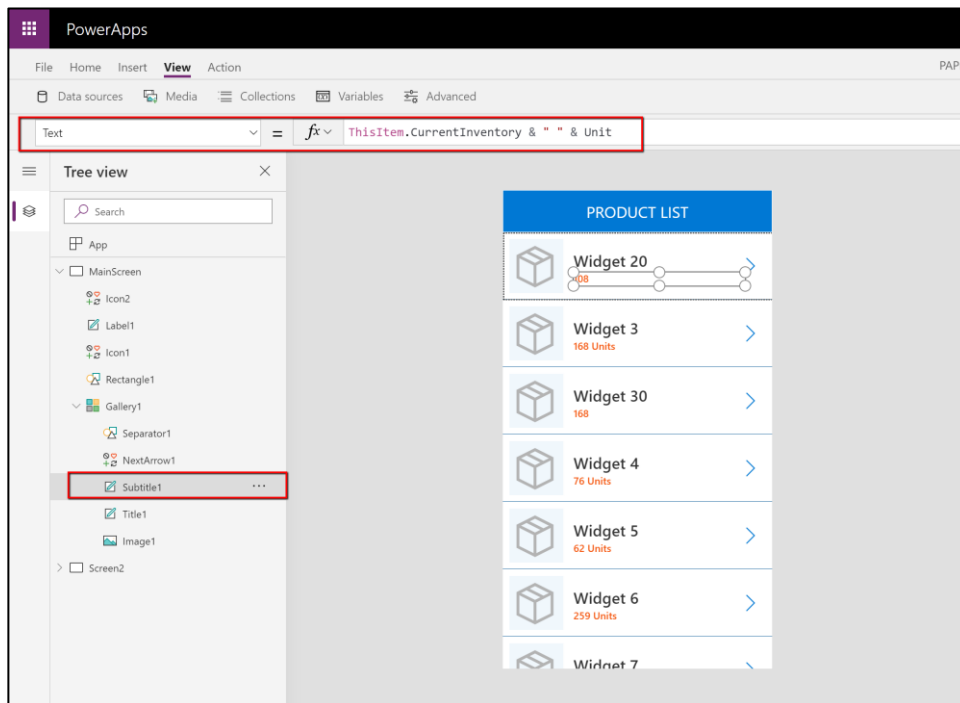 PowerApps
File Home Insert View Action
PAP
Data sources Media Collections Variables Advanced
Text = fx ThisItem.CurrentInventory & " " & Unit
Tree view
Search
App
MainScreen
Icon2
Label1
Icon1
Rectangle1
Gallery1
Separator1
NextArrow1
Subtitle1 ...
Title1
Image1
Screen2
PRODUCT LIST
Widget 20
Widget 3
168 Units
Widget 30
168
Widget 4
76 Units
Widget 5
62 Units
Widget 6
259 Units
Widget 7